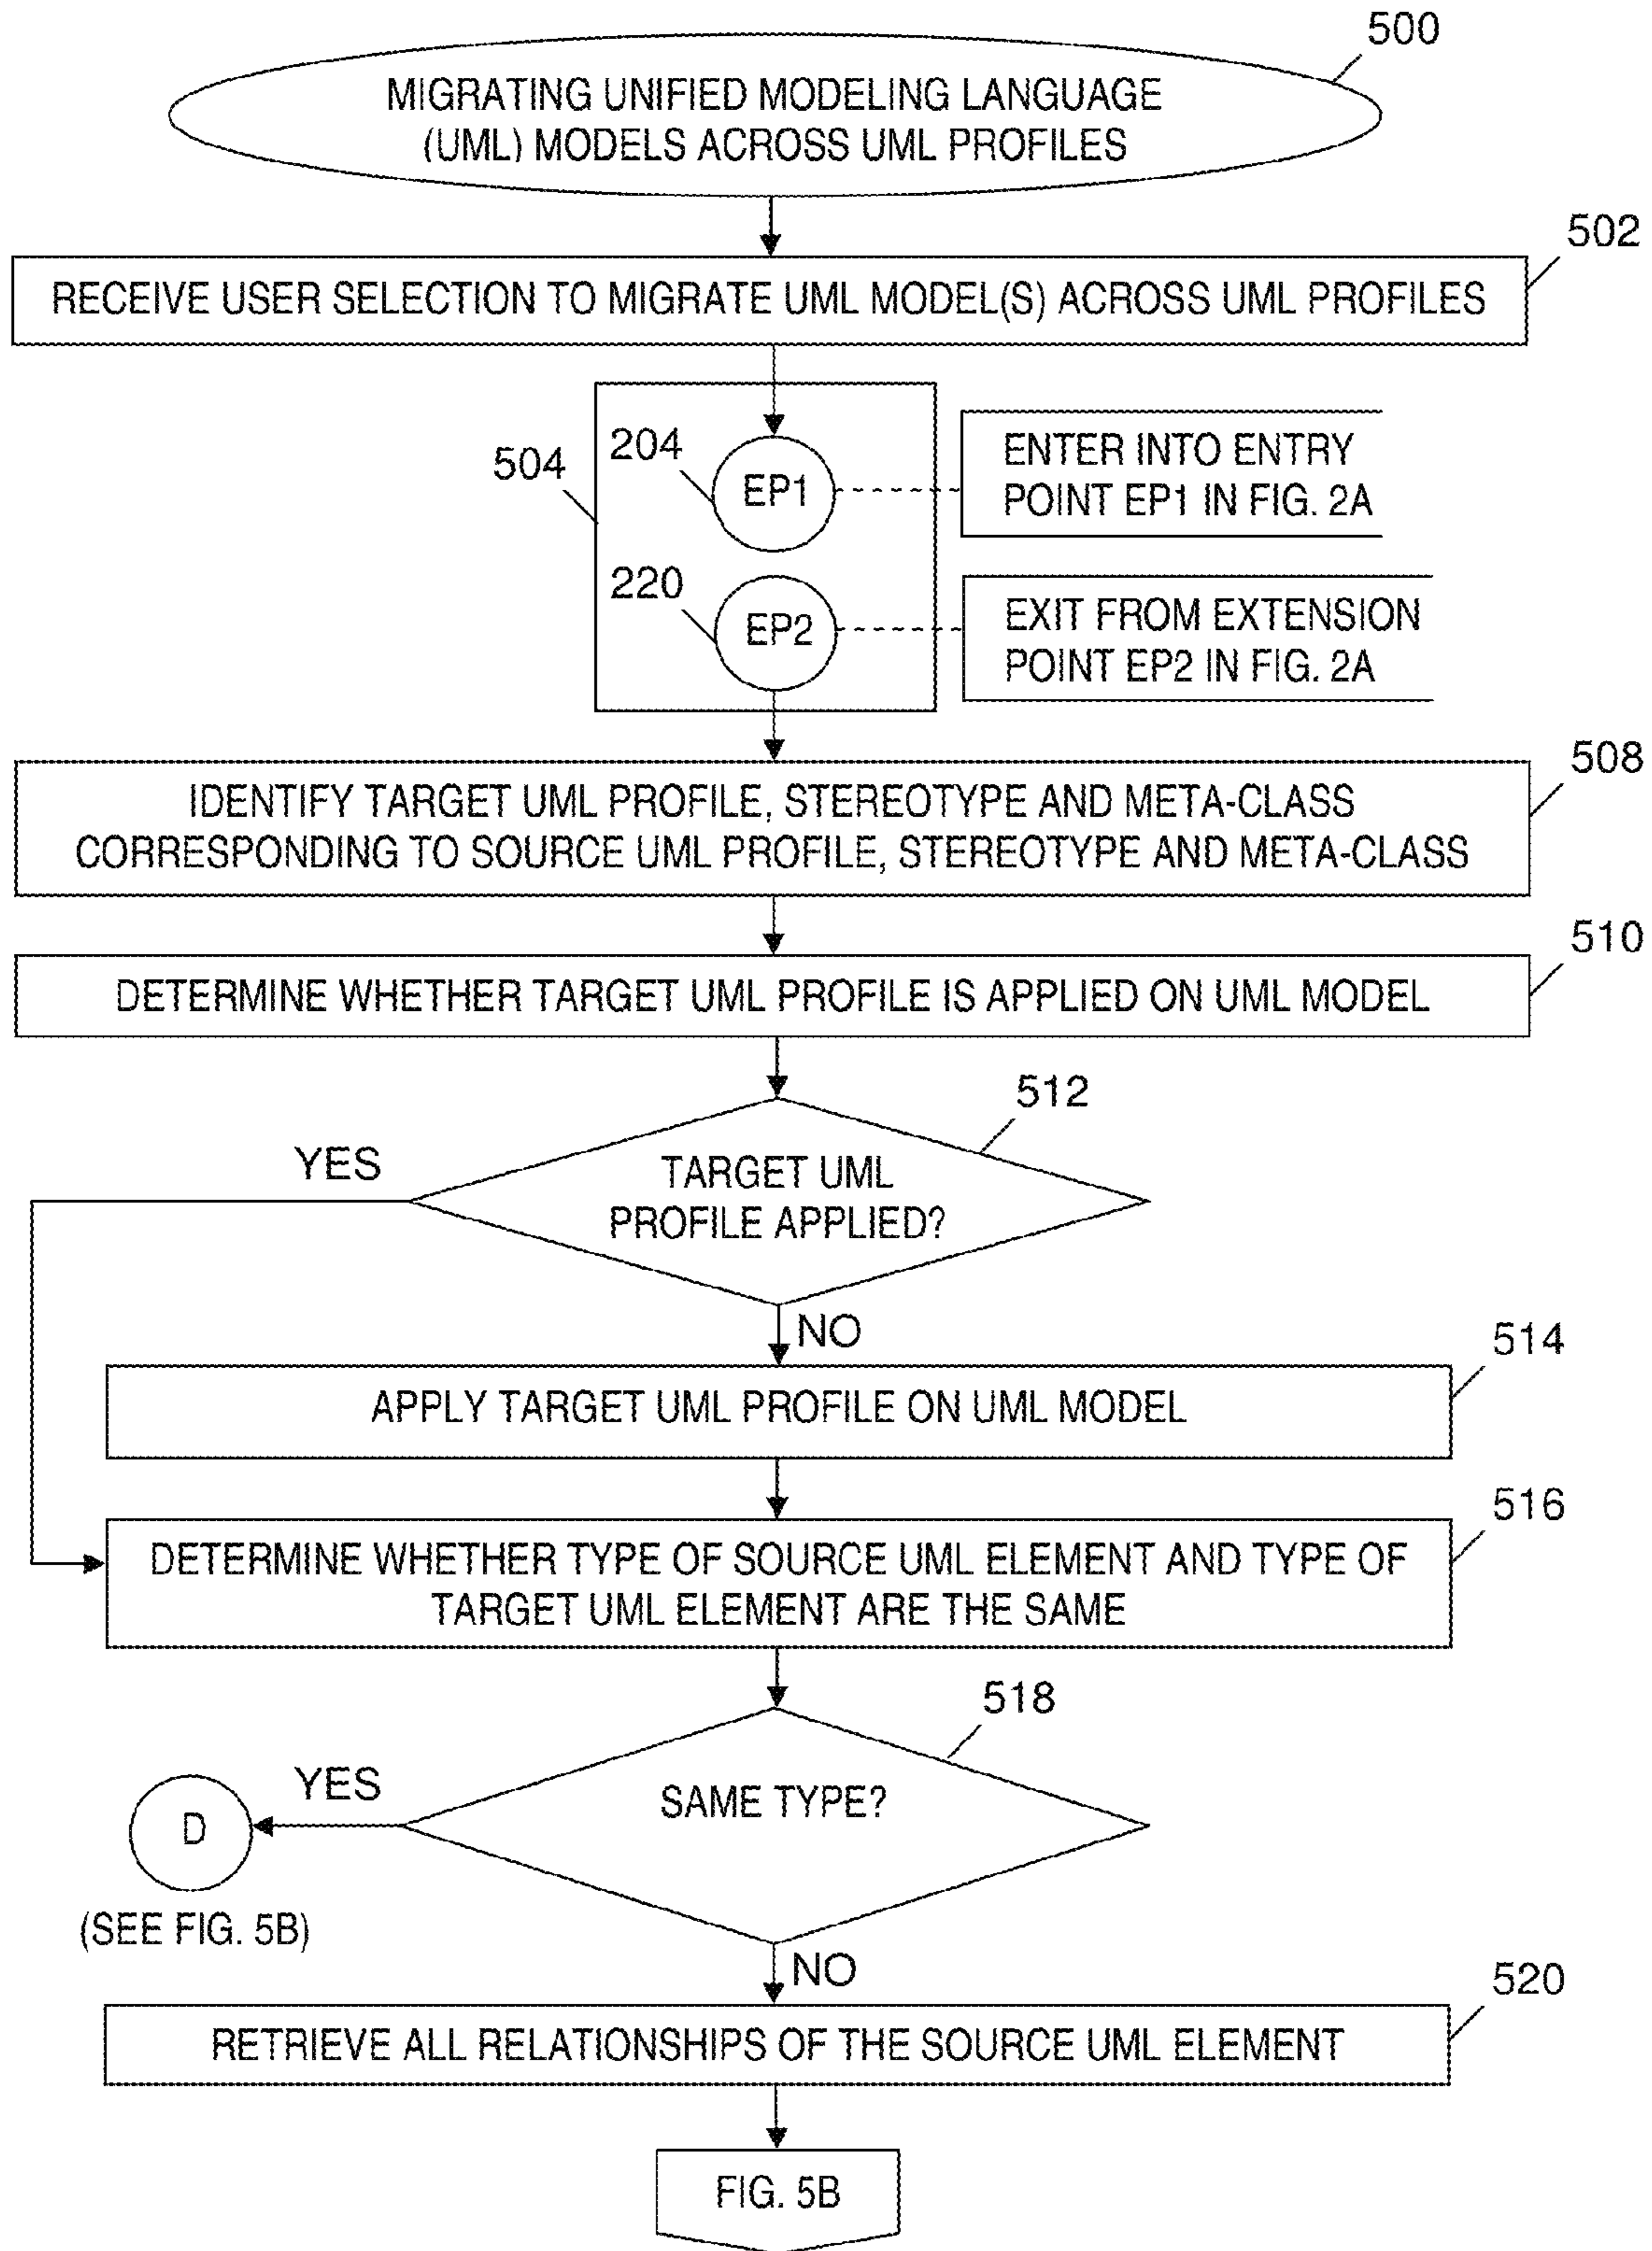 500
MIGRATING UNIFIED MODELING LANGUAGE
(UML) MODELS ACROSS UML PROFILES
502
RECEIVE USER SELECTION TO MIGRATE UML MODEL(S) ACROSS UML PROFILES
504
204
EP1
ENTER INTO ENTRY
POINT EP1 IN FIG. 2A
220
EP2
EXIT FROM EXTENSION
POINT EP2 IN FIG. 2A
508
IDENTIFY TARGET UML PROFILE, STEREOTYPE AND META-CLASS
CORRESPONDING TO SOURCE UML PROFILE, STEREOTYPE AND META-CLASS
510
DETERMINE WHETHER TARGET UML PROFILE IS APPLIED ON UML MODEL
512
YES
TARGET UML
PROFILE APPLIED?
NO
514
APPLY TARGET UML PROFILE ON UML MODEL
516
DETERMINE WHETHER TYPE OF SOURCE UML ELEMENT AND TYPE OF
TARGET UML ELEMENT ARE THE SAME
518
YES
SAME TYPE?
D
(SEE FIG. 5B)
NO
520
RETRIEVE ALL RELATIONSHIPS OF THE SOURCE UML ELEMENT
FIG. 5B